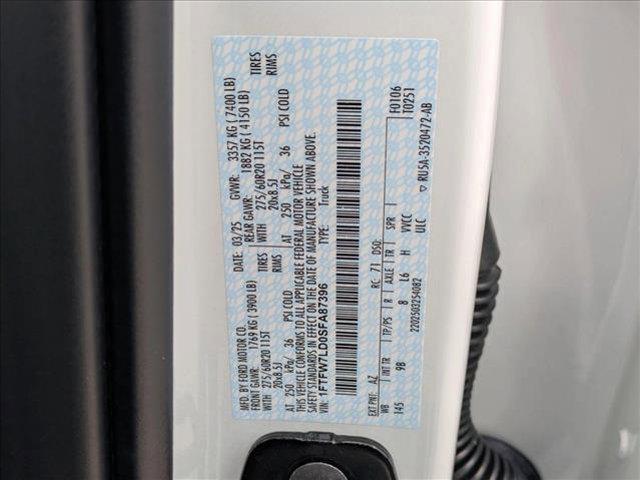 MFD. BY FORD MOTOR CO. DATE: 03/25 GVWR: 3357 KG ( 7400 LB)
FRONT GAWR: 1769 KG ( 3900 LB) REAR GAWR: 1882 KG ( 4150 LB)
WITH 275/60R20 115T TIRES WITH 275/60R20 115T TIRES
20x8.5J RIMS 20x8.5J RIMS
AT 250 kPa/ 36 PSI COLD AT 250 kPa/ 36 PSI COLD
THIS VEHICLE CONFORMS TO ALL APPLICABLE FEDERAL MOTOR VEHICLE
SAFETY STANDARDS IN EFFECT ON THE DATE OF MANUFACTURE SHOWN ABOVE.
VIN: 1FTFW7LD0SFA87396 TYPE: Truck
F0106
T0251
EXT PNT: AZ RC: 71 DSO:
WB INT TR TP/PS R AXLE TR SPR
145 9B 8 L6 H VVCC
ULC
2202503254082
▽ RU5A-3520472-AB